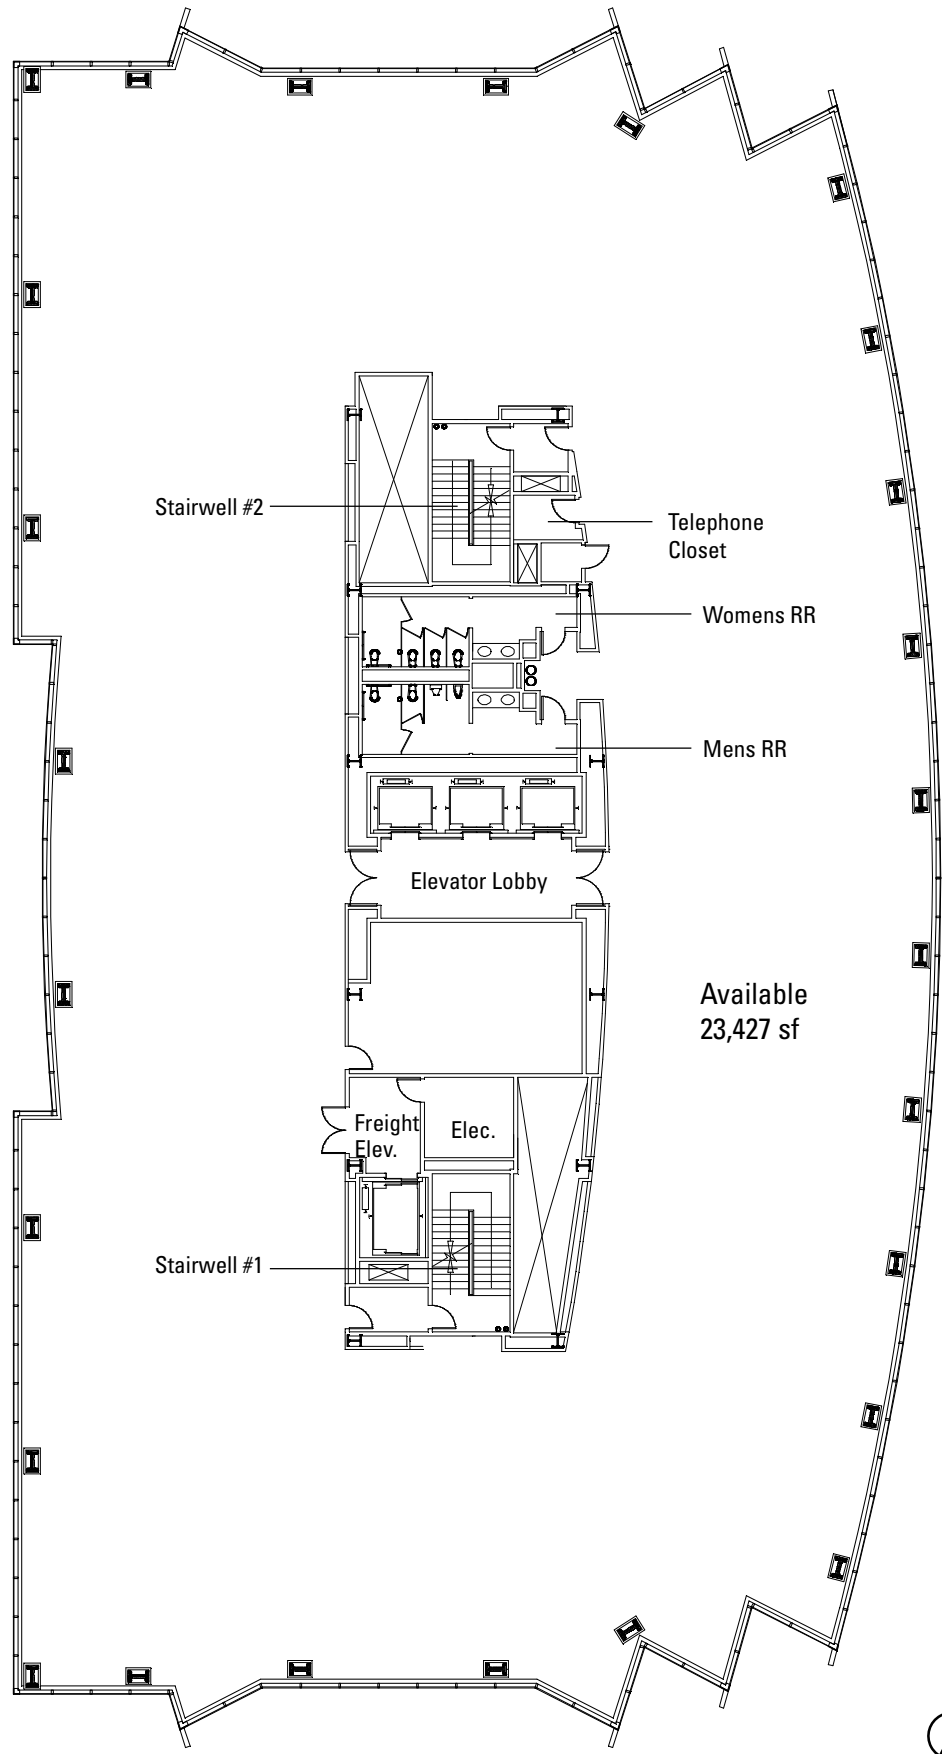 Stairwell #2
Telephone
Closet
Womens RR
Mens RR
Elevator Lobby
Available
23,427 sf
Freight
Elev.
Elec.
Stairwell #1